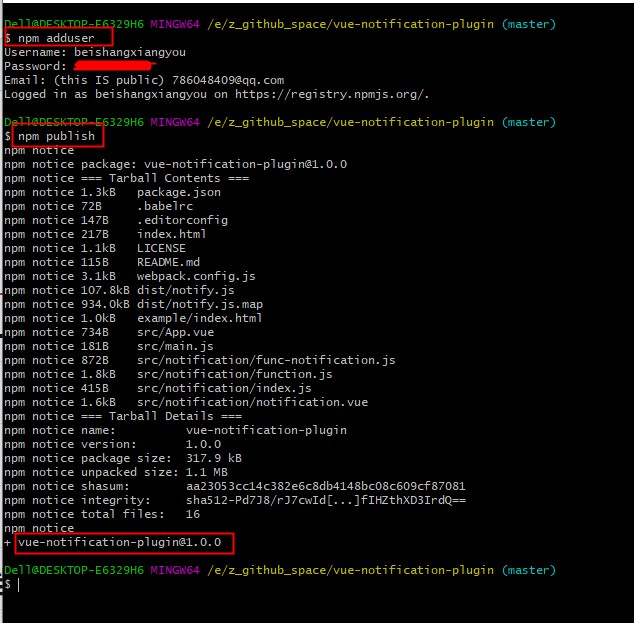 Dell@DESKTOP-E6329H6 MINGW64 /e/z_github_space/vue-notification-plugin (master)
$ npm adduser
Username: beishangxiangyou
Password:
Email: (this IS public) 786048409@qq.com
Logged in as beishangxiangyou on https://registry.npmjs.org/.
Dell@DESKTOP-E6329H6 MINGW64 /e/z_github_space/vue-notification-plugin (master)
$ npm publish
npm notice
npm notice package: vue-notification-plugin@1.0.0
npm notice === Tarball Contents ===
npm notice 1.3kB   package.json
npm notice 72B     .babelrc
npm notice 147B    .editorconfig
npm notice 217B    index.html
npm notice 1.1kB   LICENSE
npm notice 115B    README.md
npm notice 3.1kB   webpack.config.js
npm notice 107.8kB dist/notify.js
npm notice 934.0kB dist/notify.js.map
npm notice 1.0kB   example/index.html
npm notice 734B    src/App.vue
npm notice 181B    src/main.js
npm notice 872B    src/notification/func-notification.js
npm notice 1.8kB   src/notification/function.js
npm notice 415B    src/notification/index.js
npm notice 1.6kB   src/notification/notification.vue
npm notice === Tarball Details ===
npm notice name:          vue-notification-plugin
npm notice version:       1.0.0
npm notice package size:  317.9 kB
npm notice unpacked size: 1.1 MB
npm notice shasum:        aa23053cc14c382e6c8db4148bc08c609cf87081
npm notice integrity:     sha512-Pd7J8/rJ7cwId[...]fIHZthXD3IrdQ==
npm notice total files:   16
npm notice
+ vue-notification-plugin@1.0.0
Dell@DESKTOP-E6329H6 MINGW64 /e/z_github_space/vue-notification-plugin (master)
$